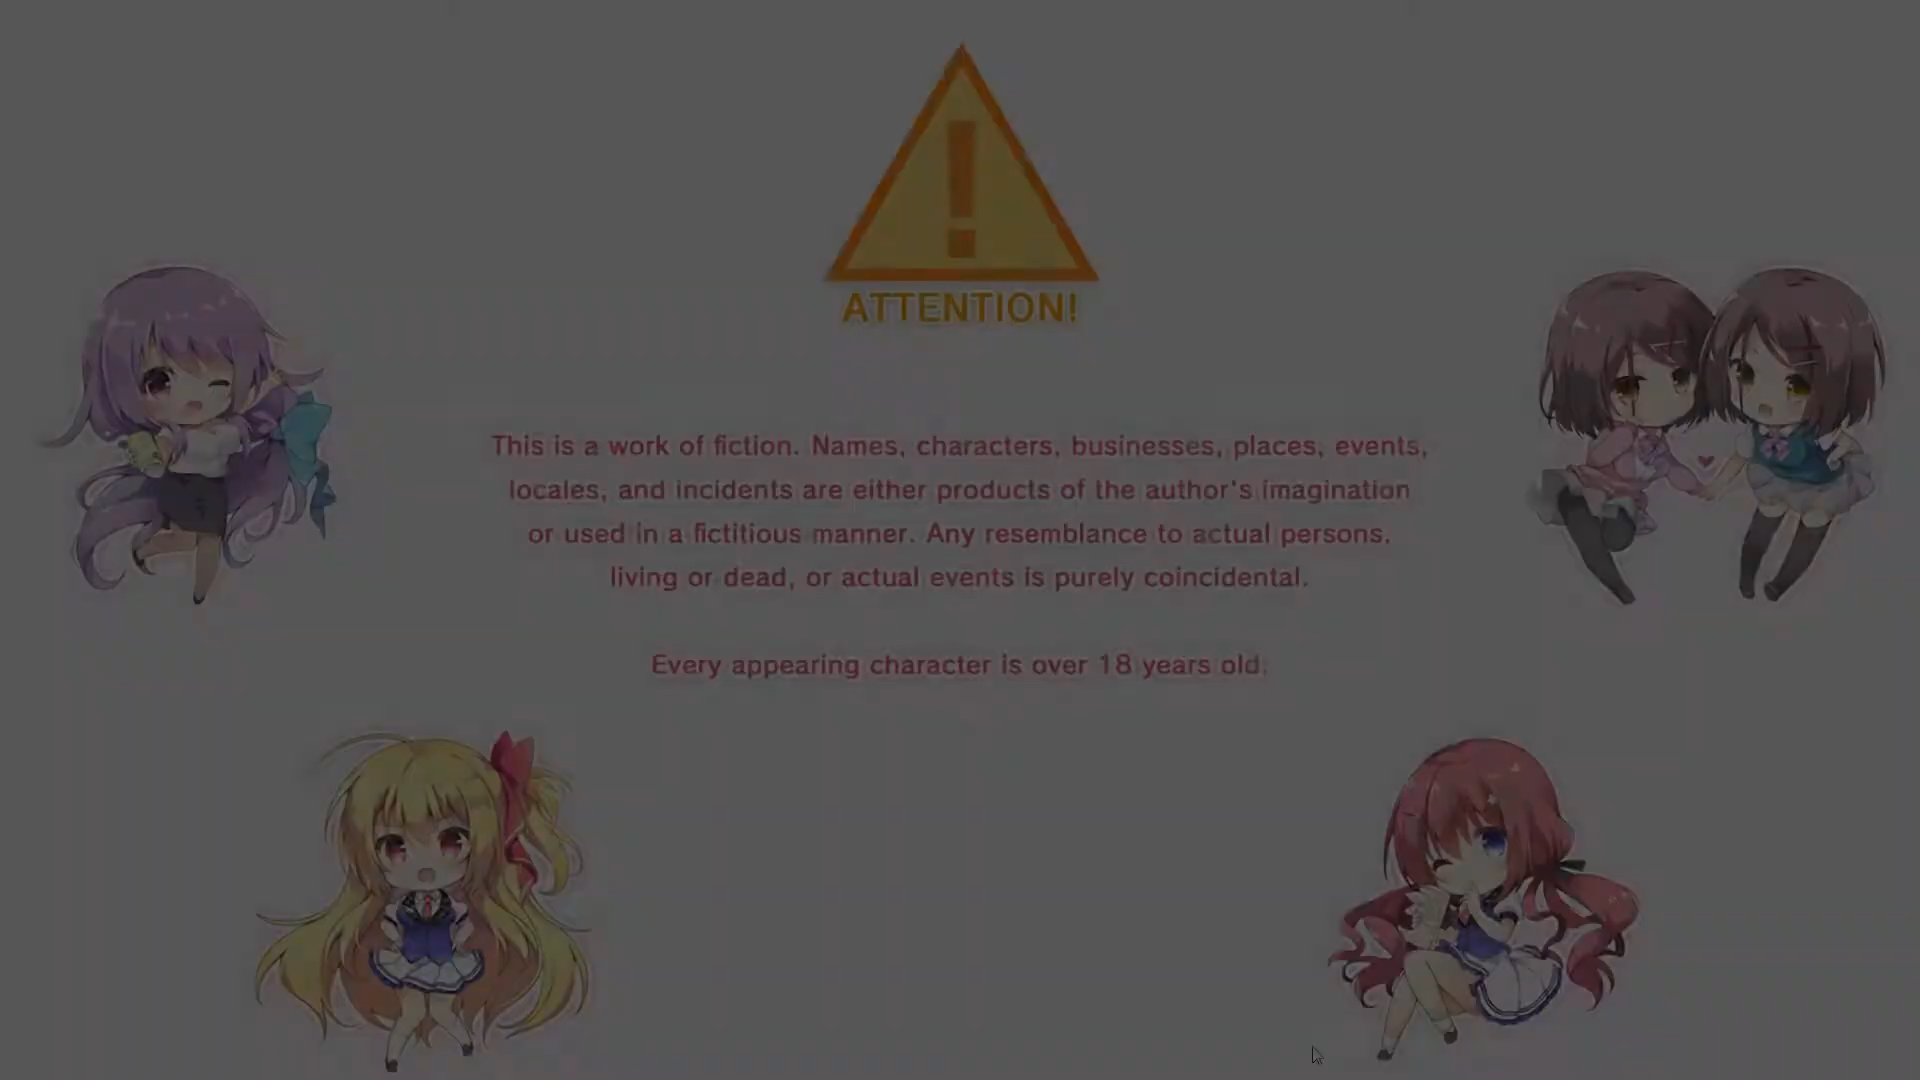 ATTENTION!
This is a work of fiction. Names, characters, businesses, places, events,
locales, and incidents are either products of the author's imagination
or used in a fictitious manner. Any resemblance to actual persons,
living or dead, or actual events is purely coincidental.
Every appearing character is over 18 years old.